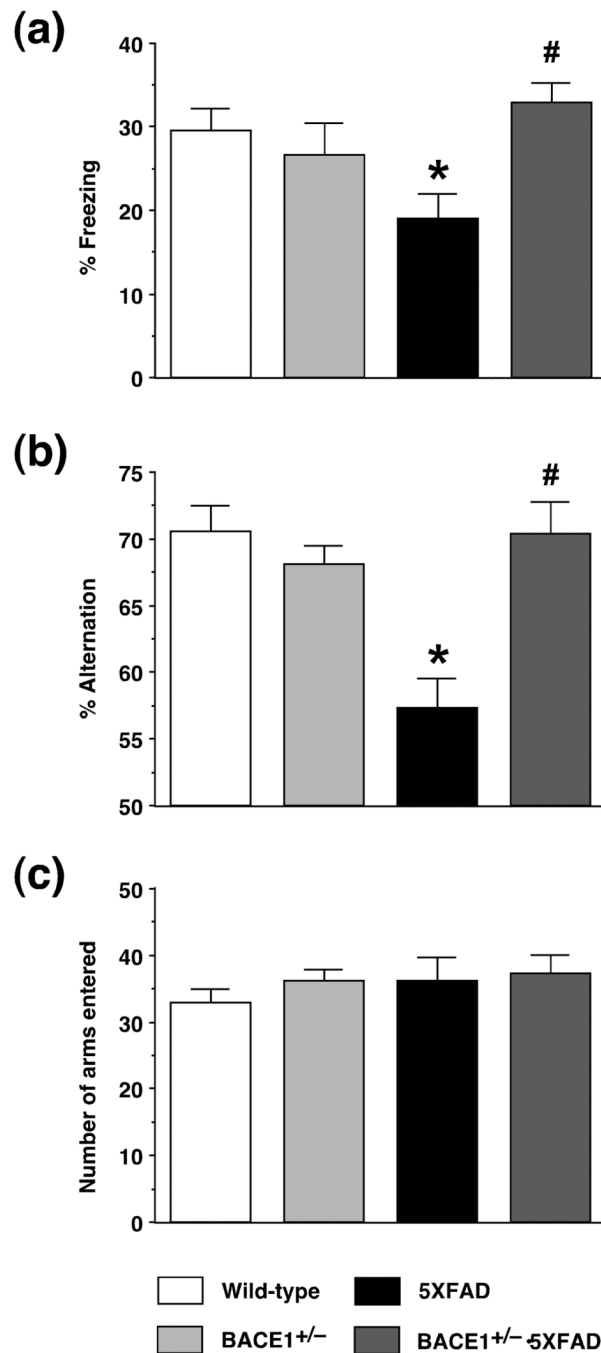 (a)
40
30
20
10
0
% Freezing
*
#
(b)
75
70
65
60
55
50
% Alternation
*
#
(c)
50
40
30
20
10
0
Number of arms entered
Wild-type
5XFAD
BACE1+/−
BACE1+/−·5XFAD